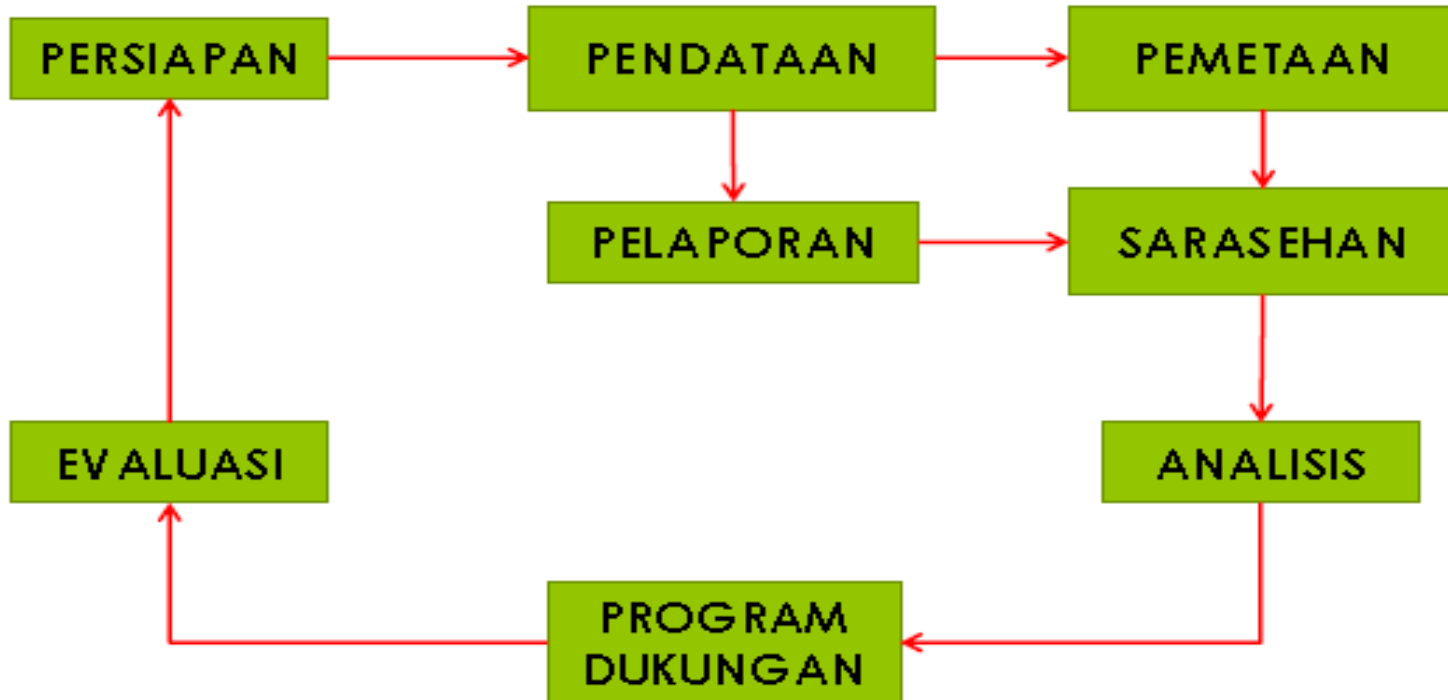 PERSIAPAN
PENDATAAN
PEMETAAN
PELAPORAN
SARASEHAN
EVALUASI
ANALISIS
PROGRAM
DUKUNGAN